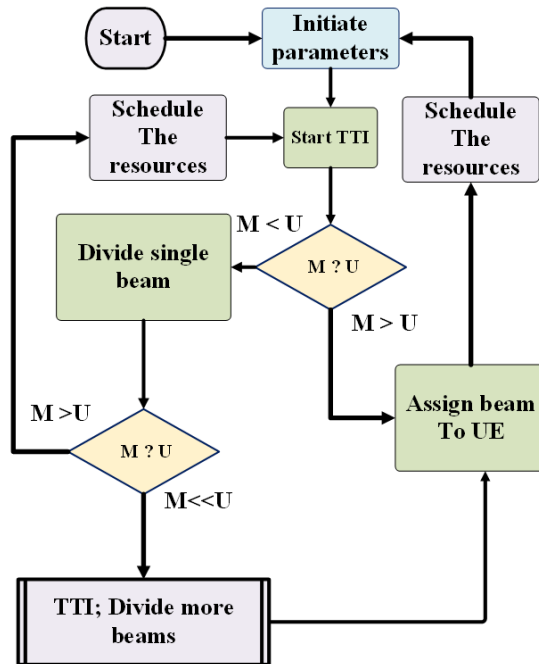 Start
Initiate
parameters
Schedule
The
resources
Start TTI
Schedule
The
resources
M < U
Divide single
beam
M ? U
M > U
Assign beam
To UE
M >U
M ? U
M<<U
TTI; Divide more
beams